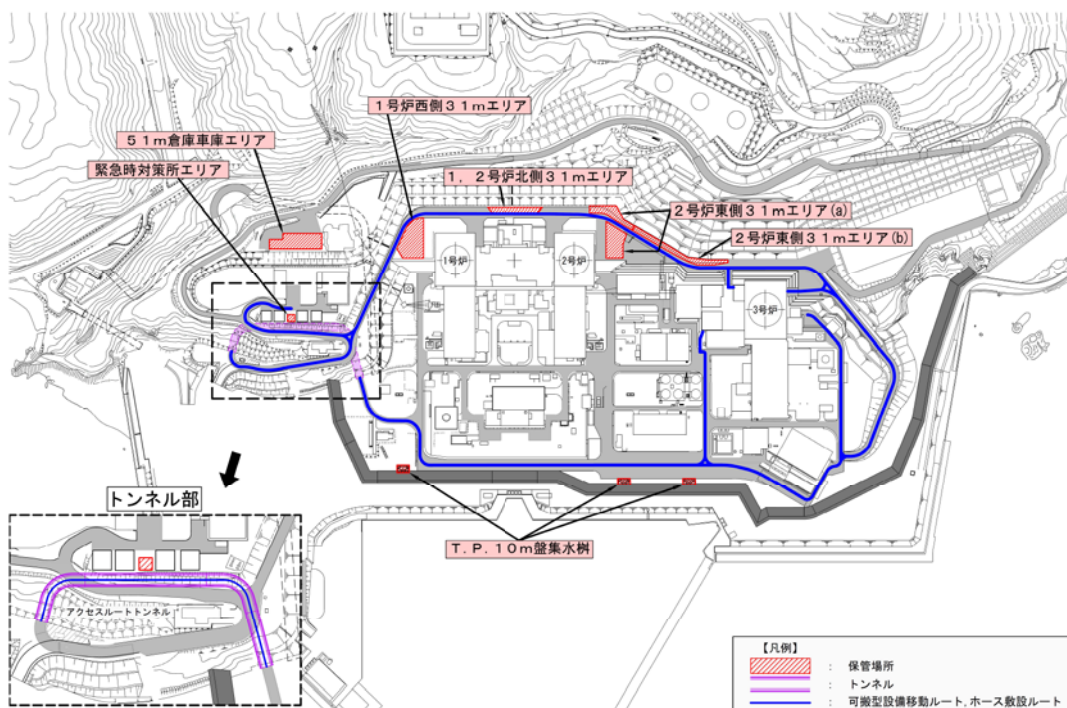 1号炉西側31mエリア
51m倉庫車庫エリア
緊急時対策所エリア
1,2号炉北側31mエリア
2号炉東側31mエリア(a)
2号炉東側31mエリア(b)
1号炉
2号炉
3号炉
トンネル部
T.P.10m盤集水桝
アクセスルートトンネル
【凡例】
: 保管場所
: トンネル
: 可搬型設備移動ルート,ホース敷設ルート